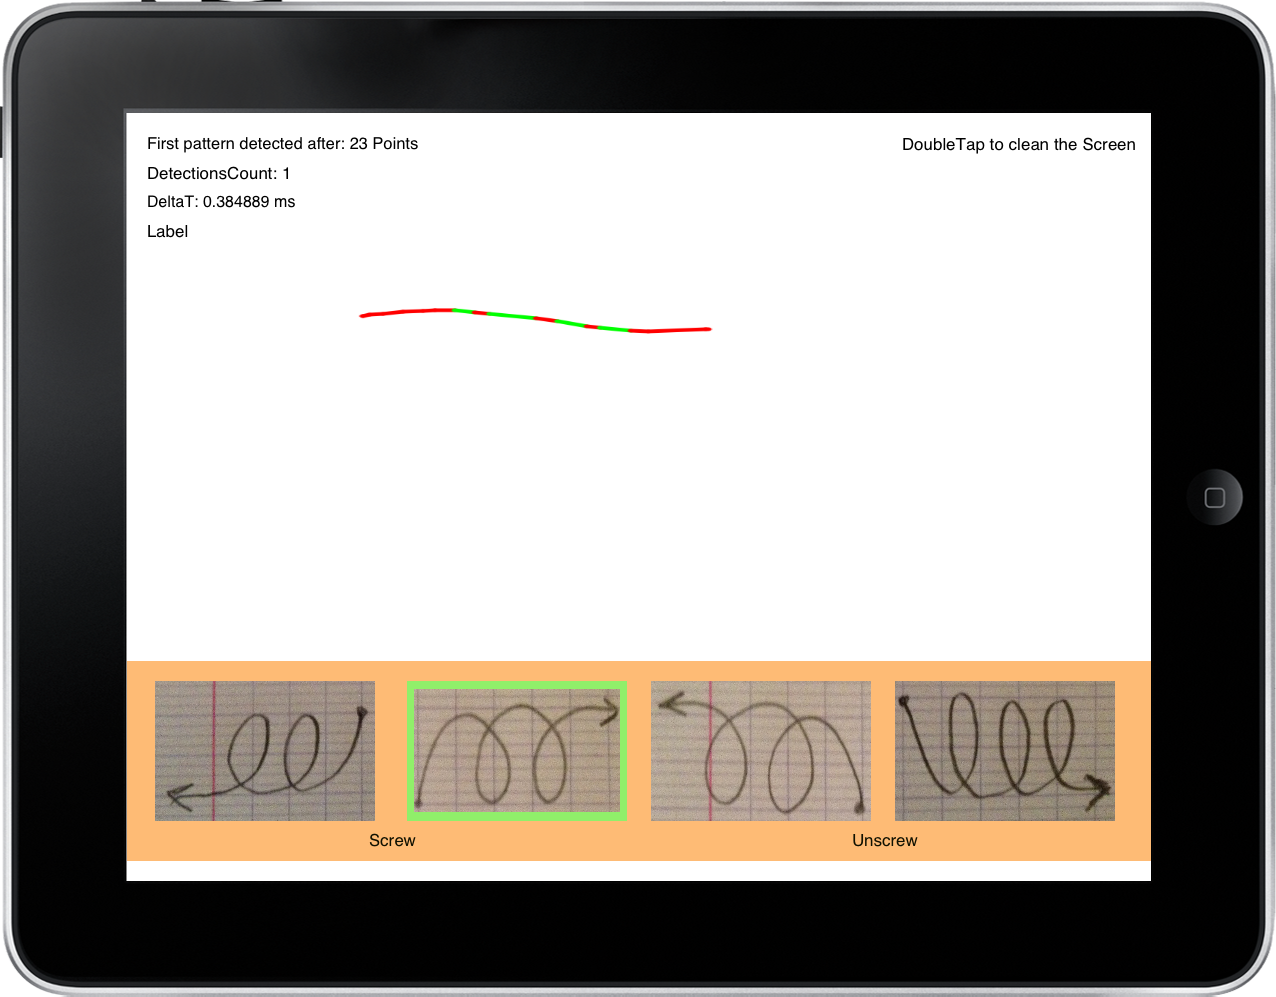 First pattern detected after: 23 Points
DoubleTap to clean the Screen
DetectionsCount: 1
DeltaT: 0.384889 ms
Label
Screw
Unscrew